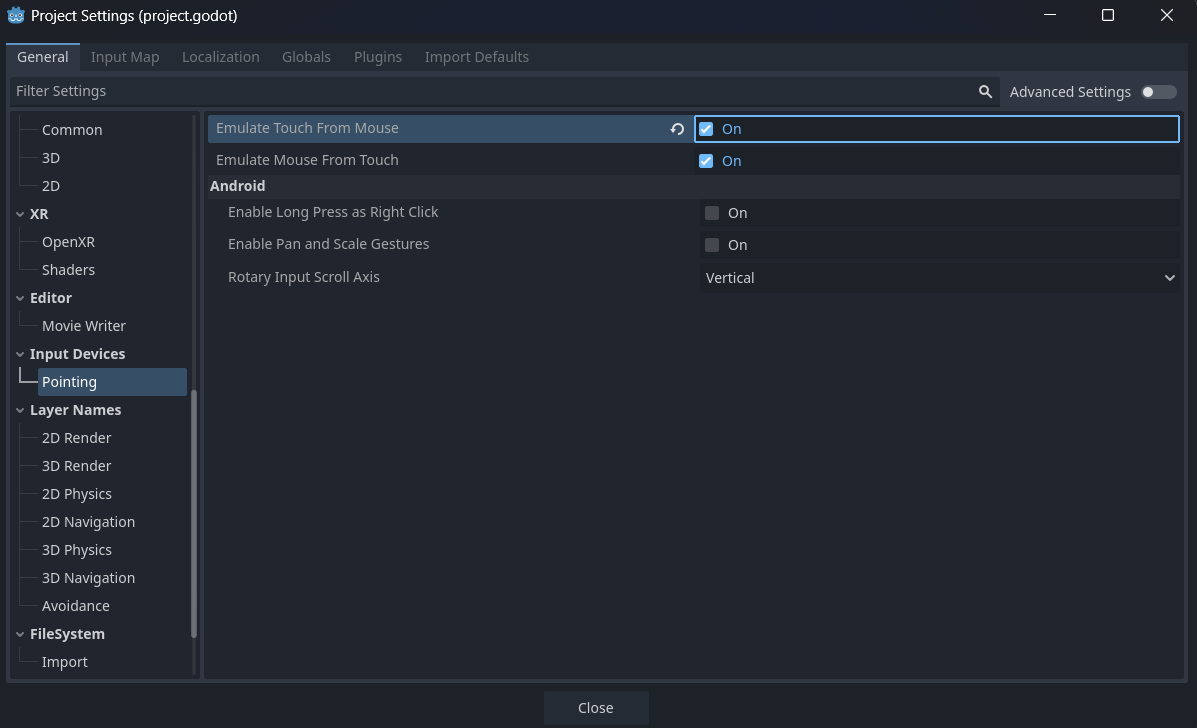 Project Settings (project.godot)
General Input Map Localization Globals Plugins Import Defaults
Filter Settings
Advanced Settings
Common
3D
2D
XR
OpenXR
Shaders
Editor
Movie Writer
Input Devices
Pointing
Layer Names
2D Render
3D Render
2D Physics
2D Navigation
3D Physics
3D Navigation
Avoidance
FileSystem
Import
Emulate Touch From Mouse On
Emulate Mouse From Touch On
Android
Enable Long Press as Right Click On
Enable Pan and Scale Gestures On
Rotary Input Scroll Axis Vertical
Close